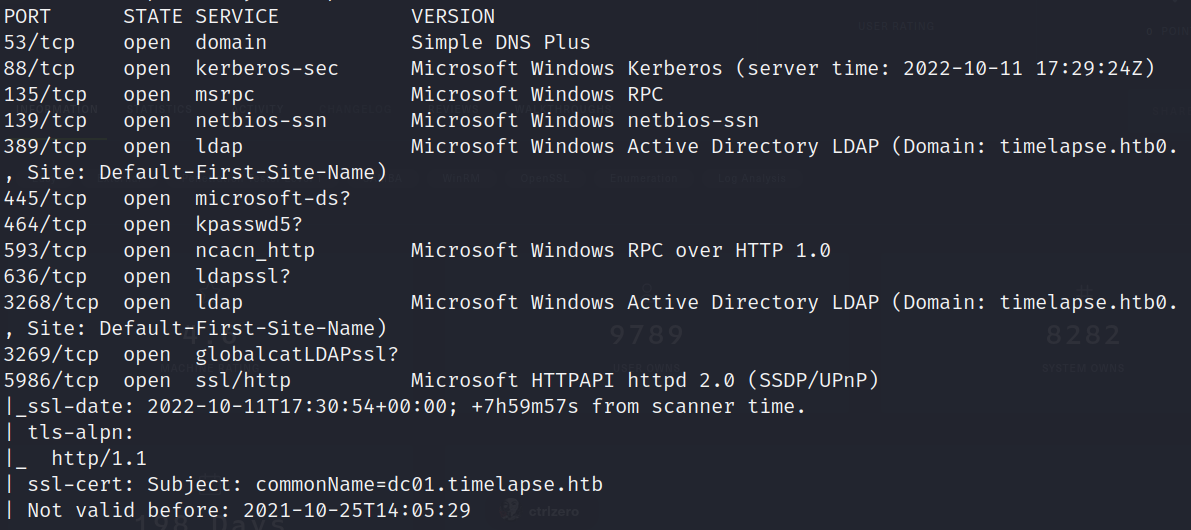 PORT     STATE SERVICE           VERSION
53/tcp   open  domain            Simple DNS Plus
88/tcp   open  kerberos-sec      Microsoft Windows Kerberos (server time: 2022-10-11 17:29:24Z)
135/tcp  open  msrpc             Microsoft Windows RPC
139/tcp  open  netbios-ssn       Microsoft Windows netbios-ssn
389/tcp  open  ldap              Microsoft Windows Active Directory LDAP (Domain: timelapse.htb0.
, Site: Default-First-Site-Name)
445/tcp  open  microsoft-ds?
464/tcp  open  kpasswd5?
593/tcp  open  ncacn_http        Microsoft Windows RPC over HTTP 1.0
636/tcp  open  ldapssl?
3268/tcp open  ldap              Microsoft Windows Active Directory LDAP (Domain: timelapse.htb0.
, Site: Default-First-Site-Name)
9789 8282
3269/tcp open  globalcatLDAPssl?
SYSTEM OWNS
5986/tcp open  ssl/http          Microsoft HTTPAPI httpd 2.0 (SSDP/UPnP)
|_ssl-date: 2022-10-11T17:30:54+00:00; +7h59m57s from scanner time.
| tls-alpn:
|_  http/1.1
| ssl-cert: Subject: commonName=dc01.timelapse.htb
| Not valid before: 2021-10-25T14:05:29
198 Days
ctrlzero